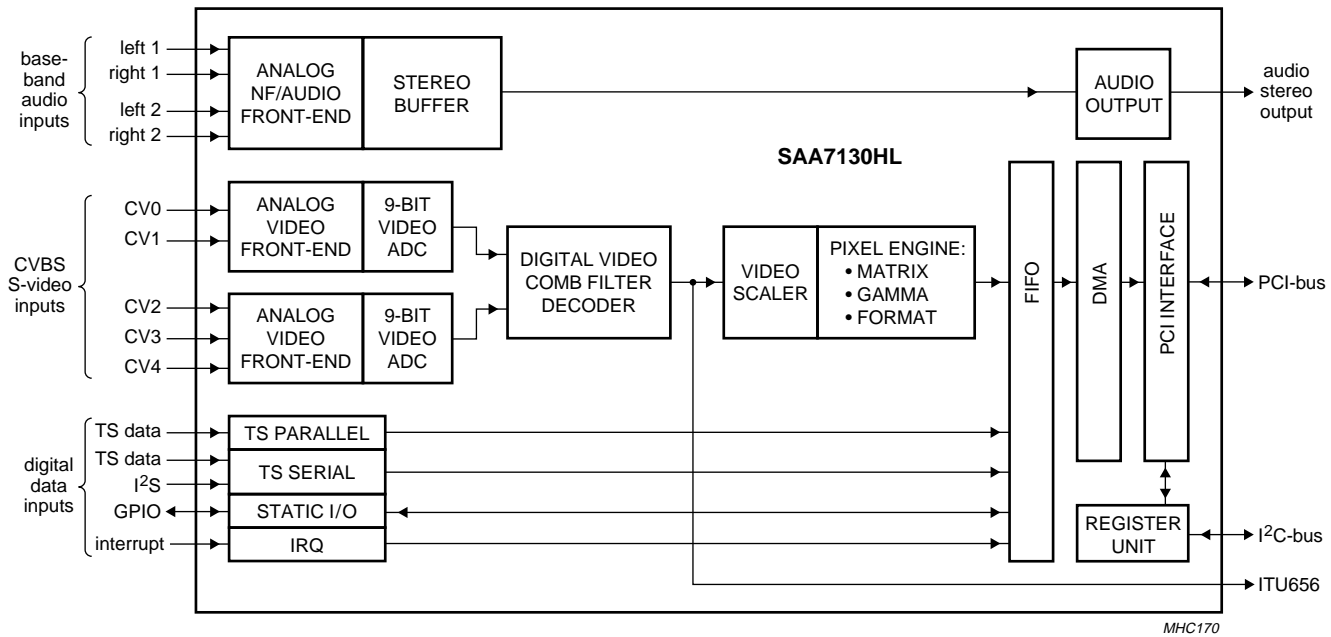 base-
band
audio
inputs
left 1
right 1
left 2
right 2
ANALOG
NF/AUDIO
FRONT-END
STEREO
BUFFER
AUDIO
OUTPUT
audio
stereo
output
SAA7130HL
CVBS
S-video
inputs
CV0
CV1
CV2
CV3
CV4
ANALOG
VIDEO
FRONT-END
9-BIT
VIDEO
ADC
ANALOG
VIDEO
FRONT-END
9-BIT
VIDEO
ADC
DIGITAL VIDEO
COMB FILTER
DECODER
VIDEO
SCALER
PIXEL ENGINE:
• MATRIX
• GAMMA
• FORMAT
FIFO
DMA
PCI INTERFACE
PCI-bus
digital
data
inputs
TS data
TS data
I2S
GPIO
interrupt
TS PARALLEL
TS SERIAL
STATIC I/O
IRQ
REGISTER
UNIT
I2C-bus
ITU656
MHC170